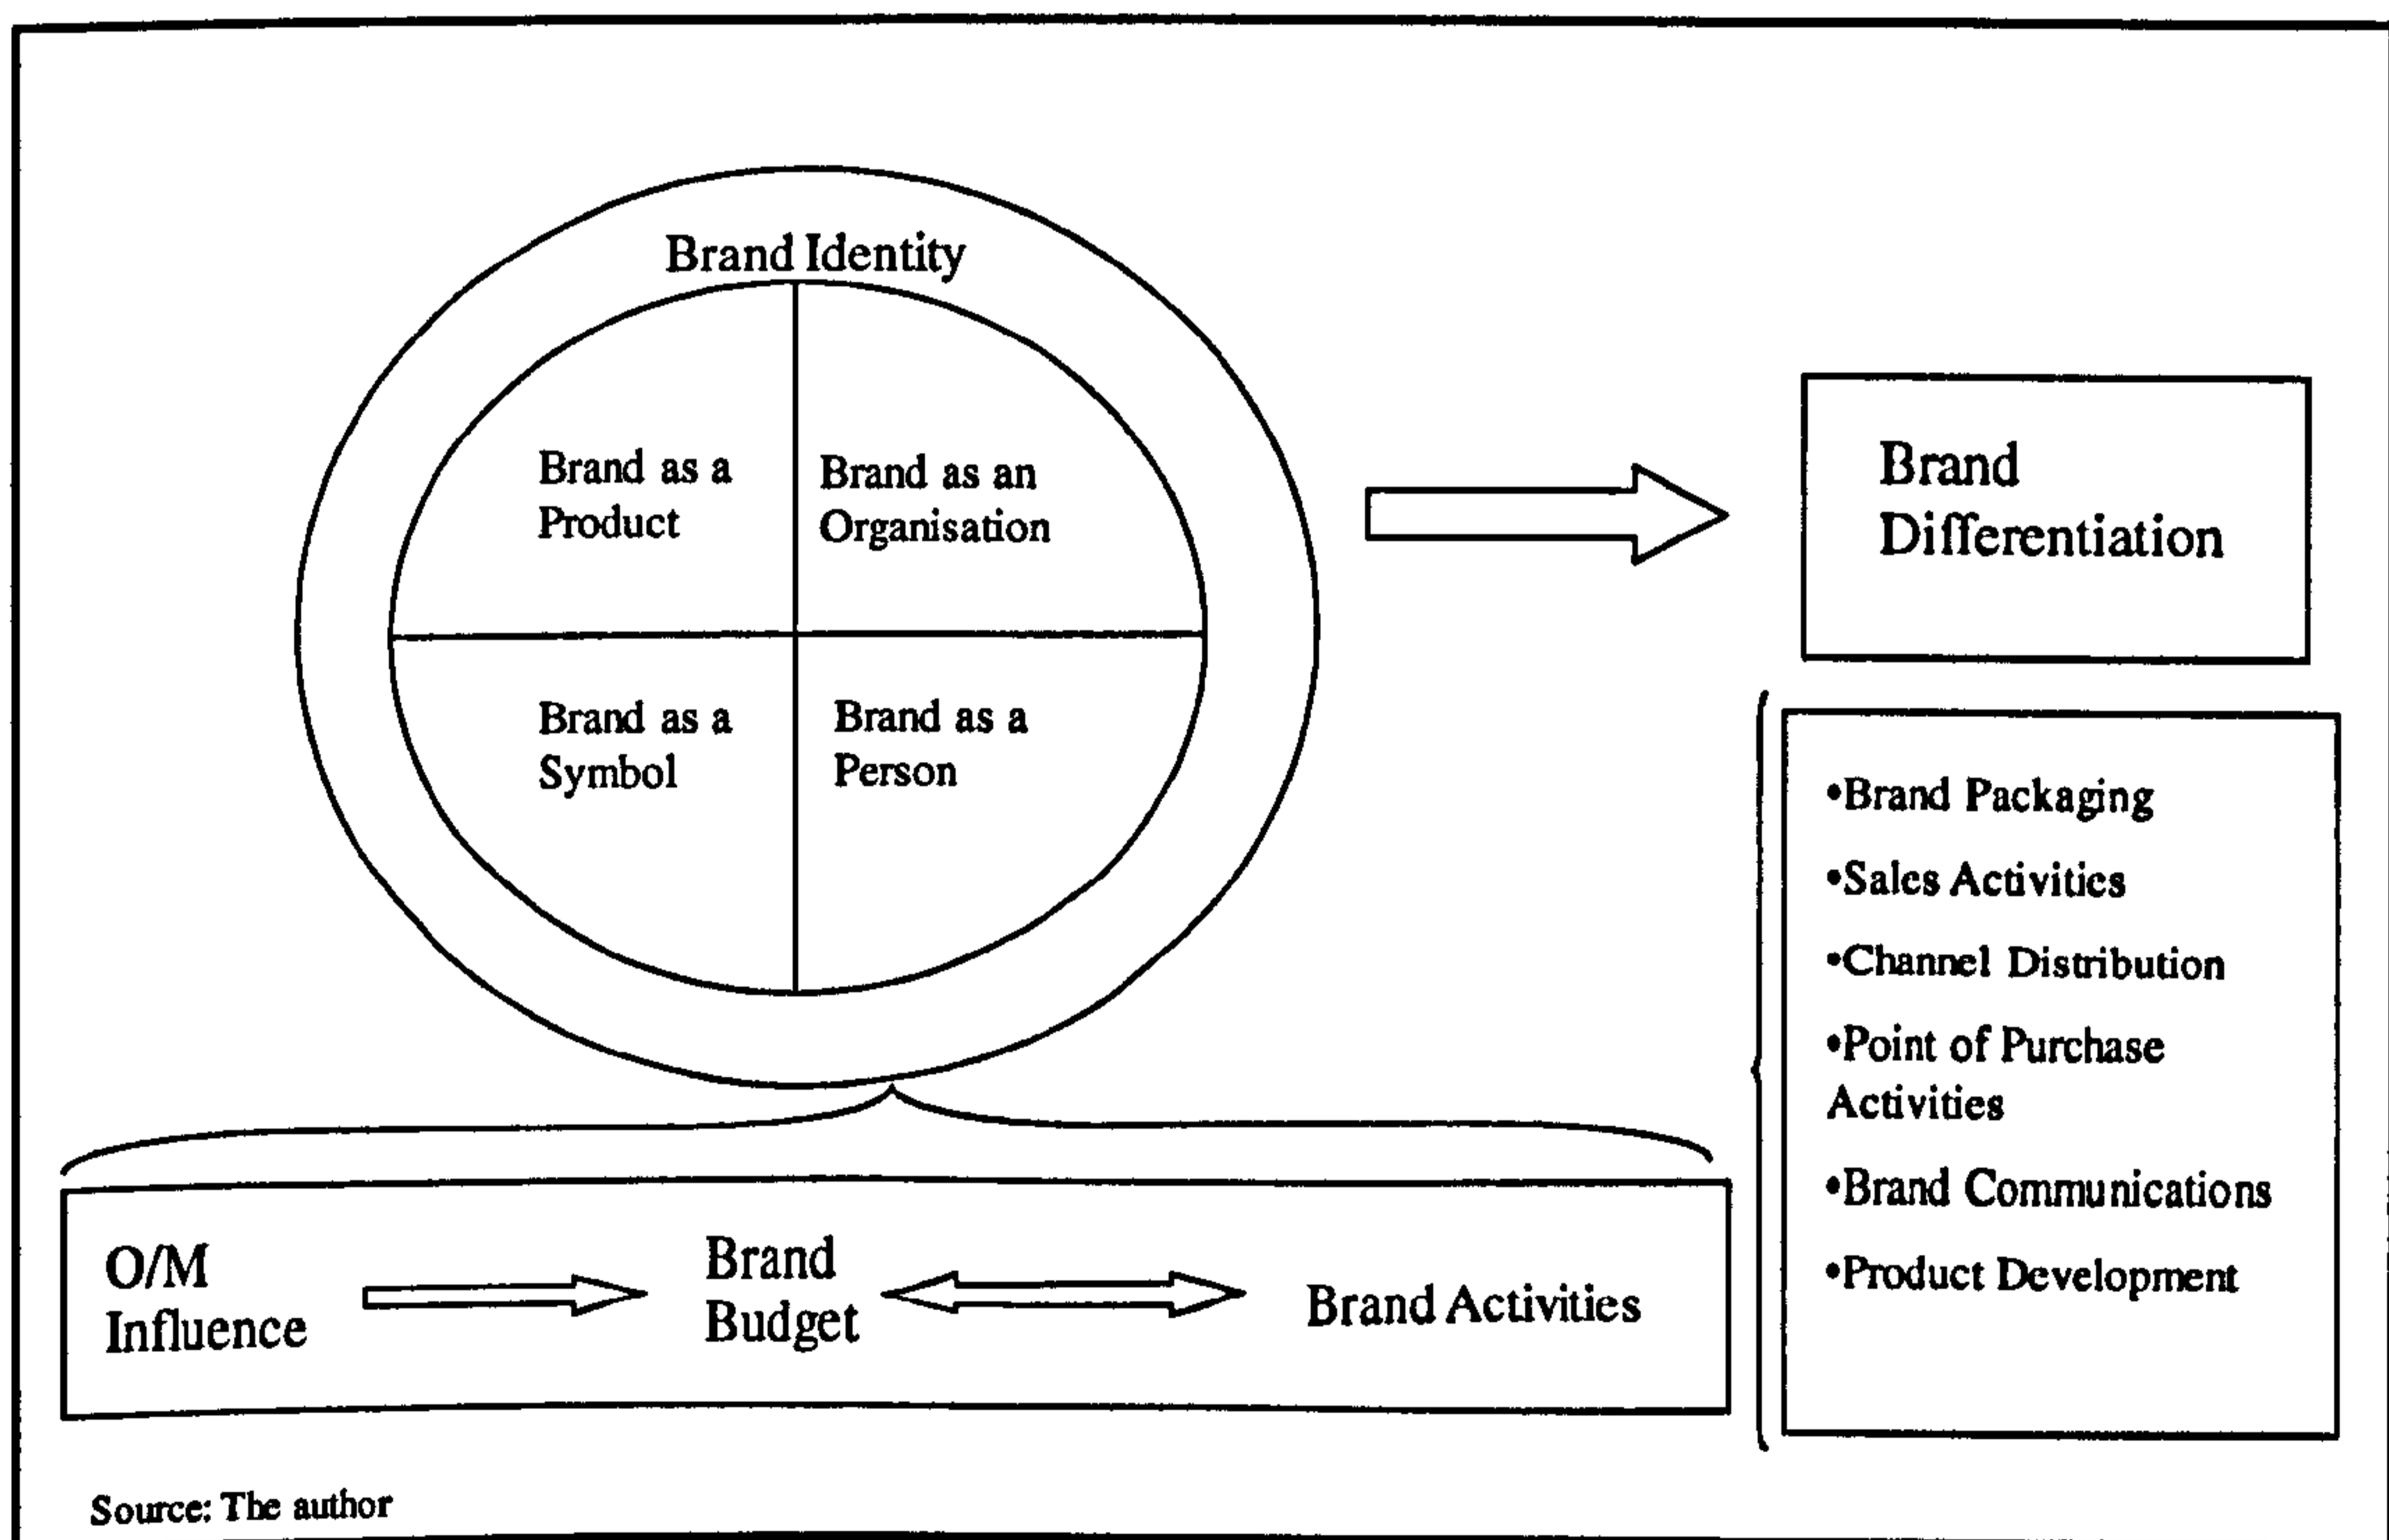 Brand Identity
Brand as a
Product
Brand as an
Organisation
Brand as a
Symbol
Brand as a
Person
Brand
Differentiation
•Brand Packaging
•Sales Activities
•Channel Distribution
•Point of Purchase
Activities
•Brand Communications
•Product Development
O/M
Influence
Brand
Budget
Brand Activities
Source: The author